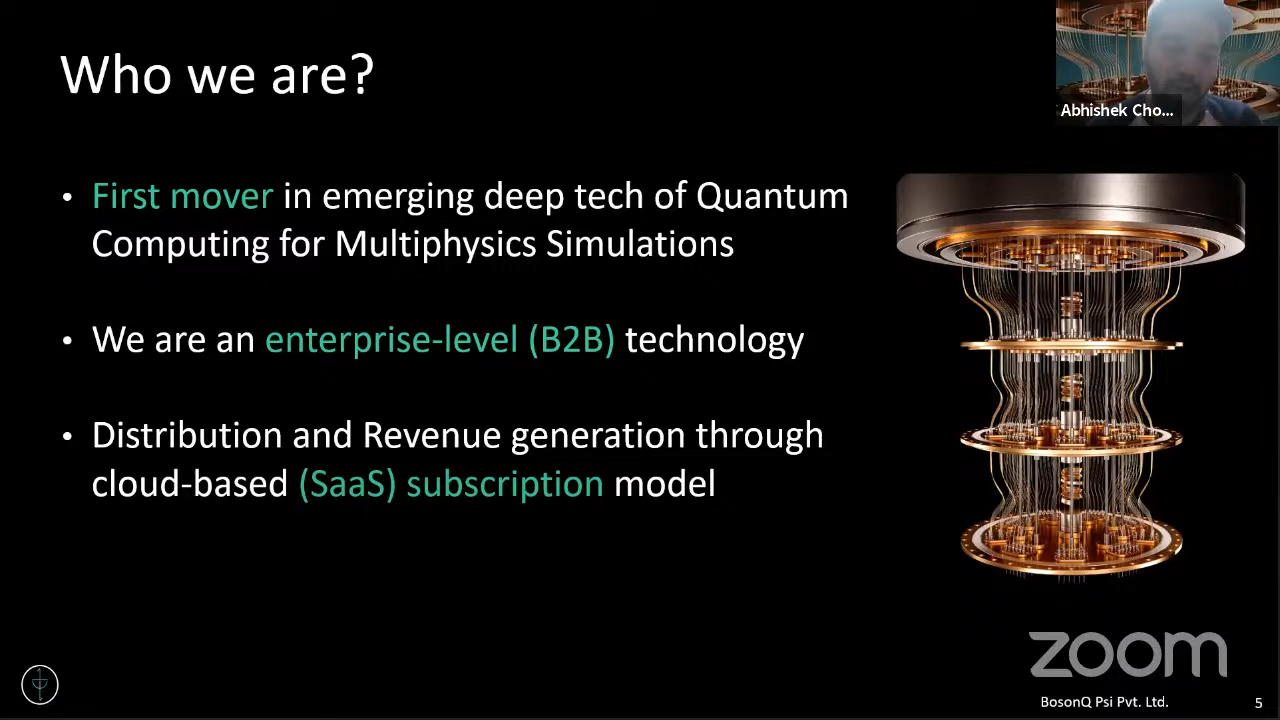 Who we are?
Abhishek Cho...
• First mover in emerging deep tech of Quantum
Computing for Multiphysics Simulations
• We are an enterprise-level (B2B) technology
• Distribution and Revenue generation through
cloud-based (SaaS) subscription model
zoom
BosonQ Psi Pvt. Ltd.
5